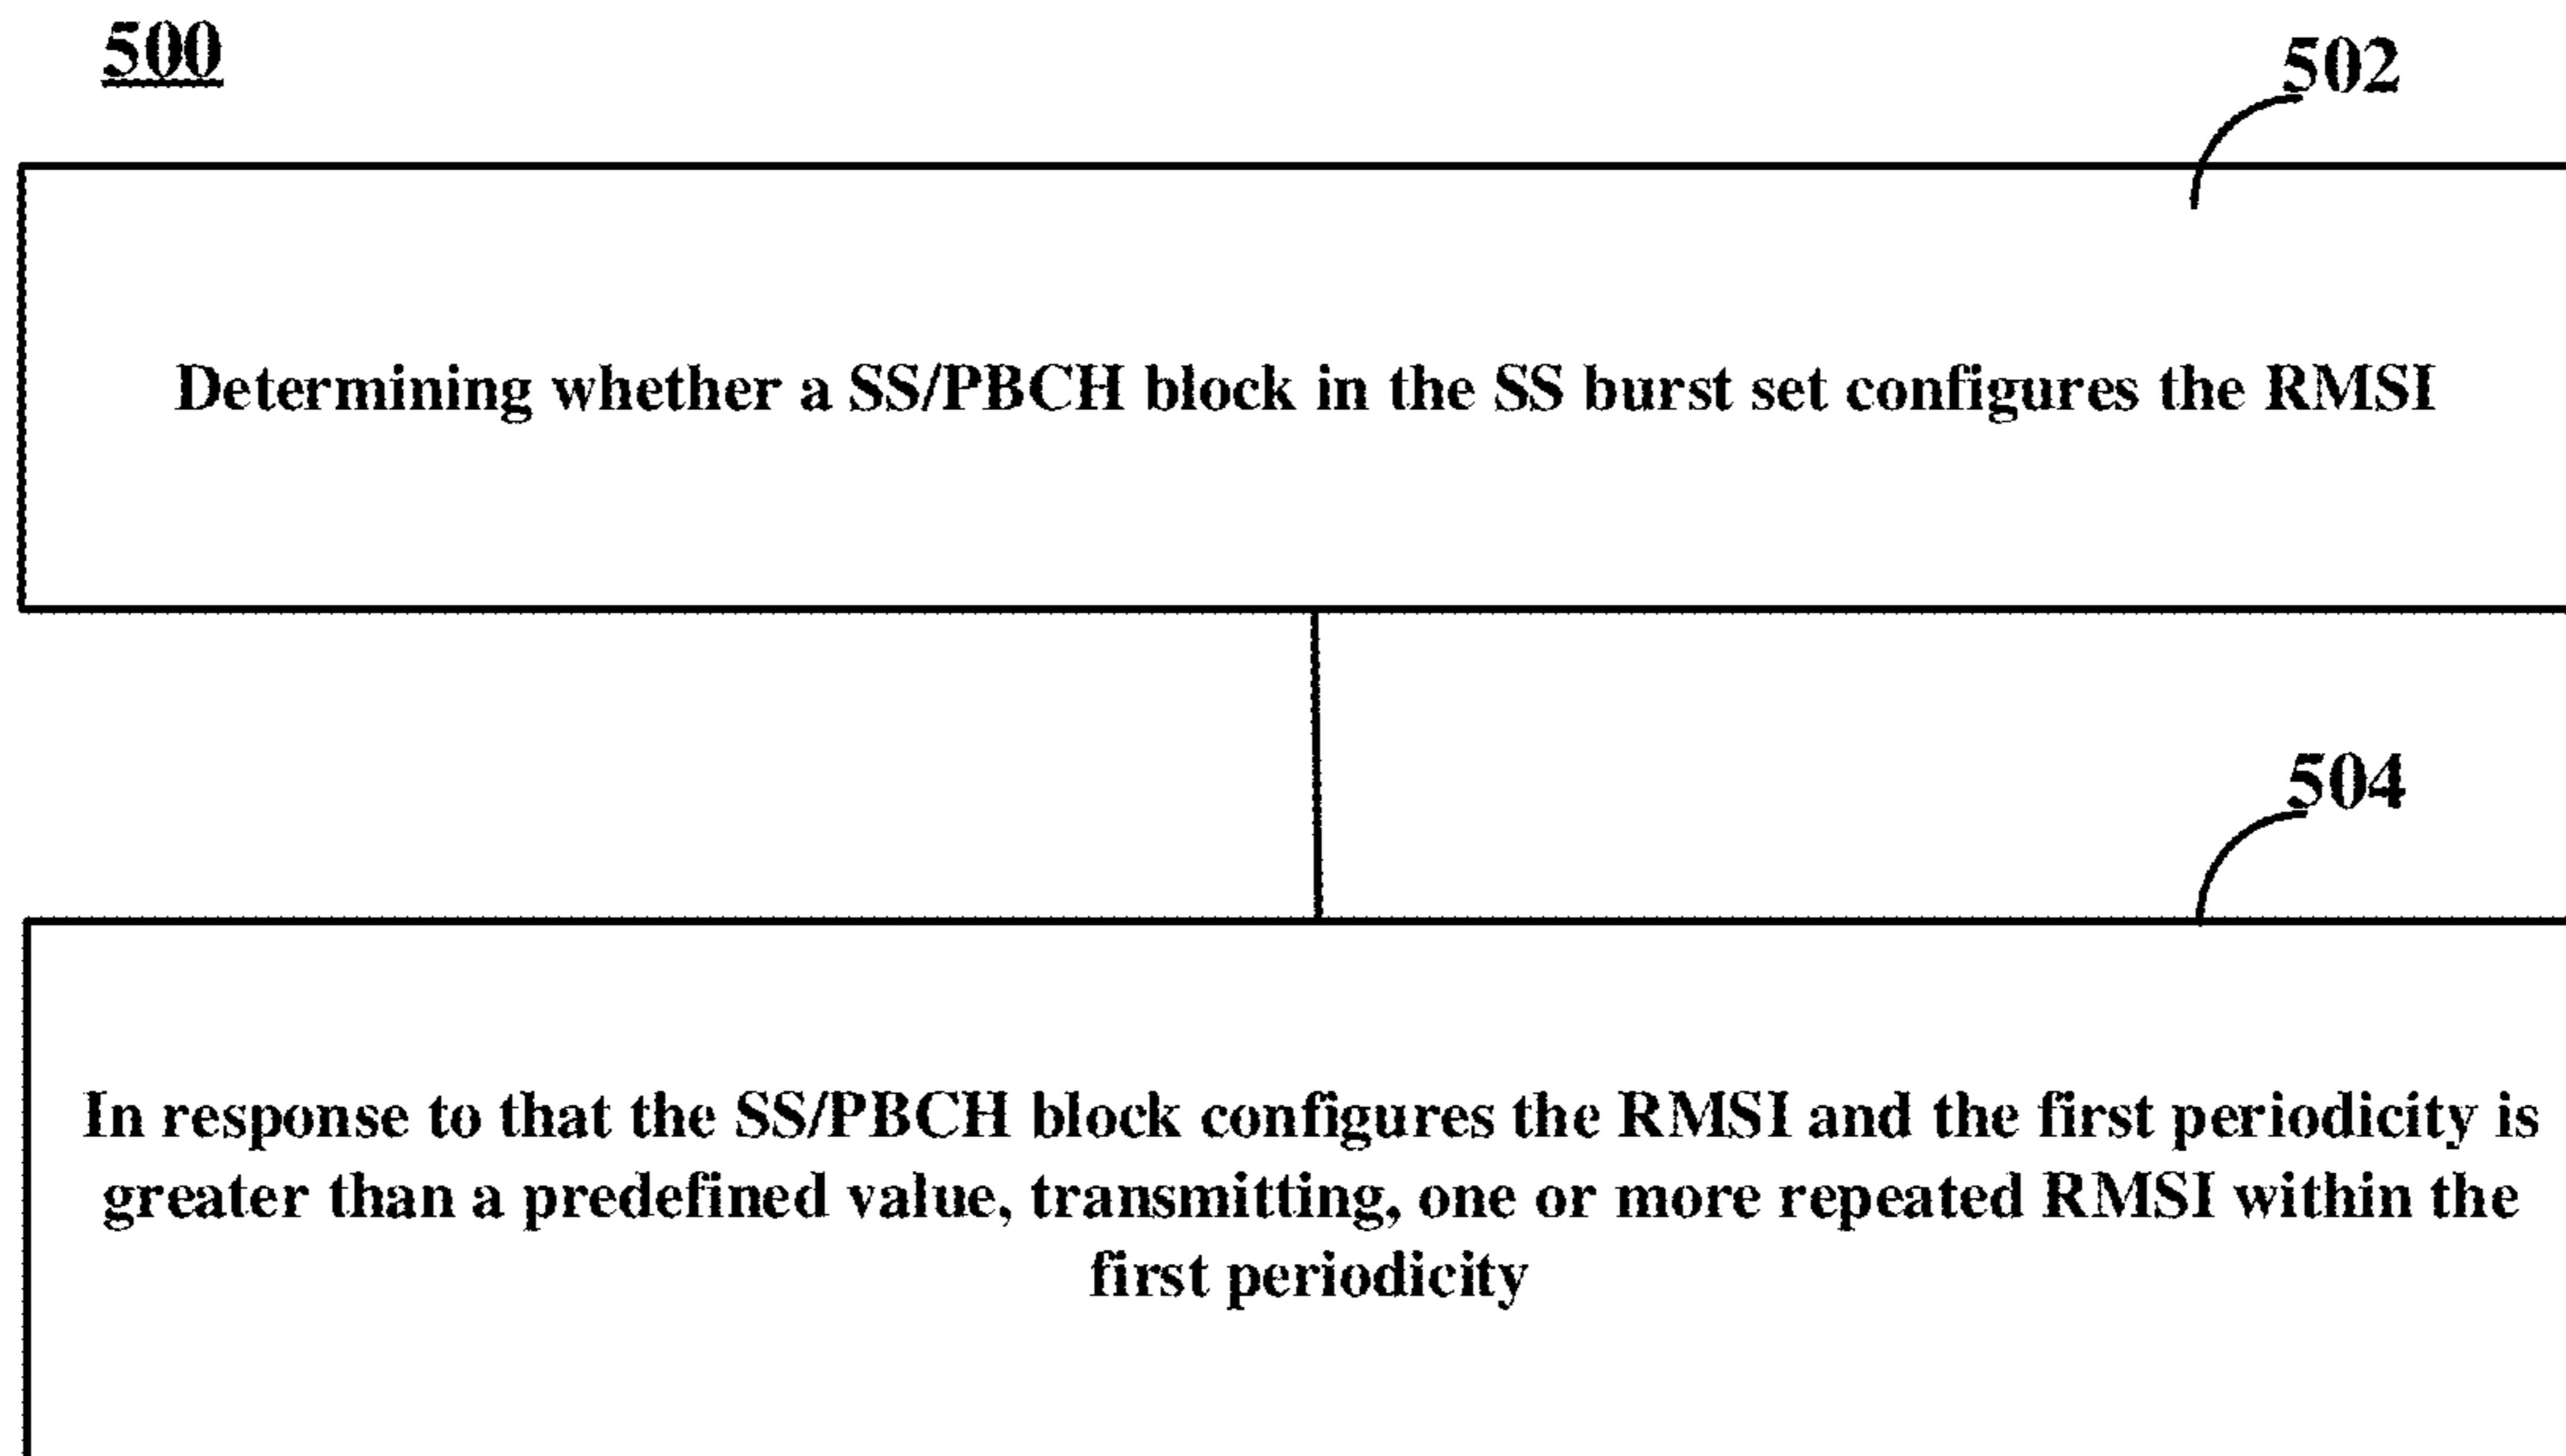 500
502
Determining whether a SS/PBCH block in the SS burst set configures the RMSI
504
In response to that the SS/PBCH block configures the RMSI and the first periodicity is
greater than a predefined value, transmitting, one or more repeated RMSI within the
first periodicity